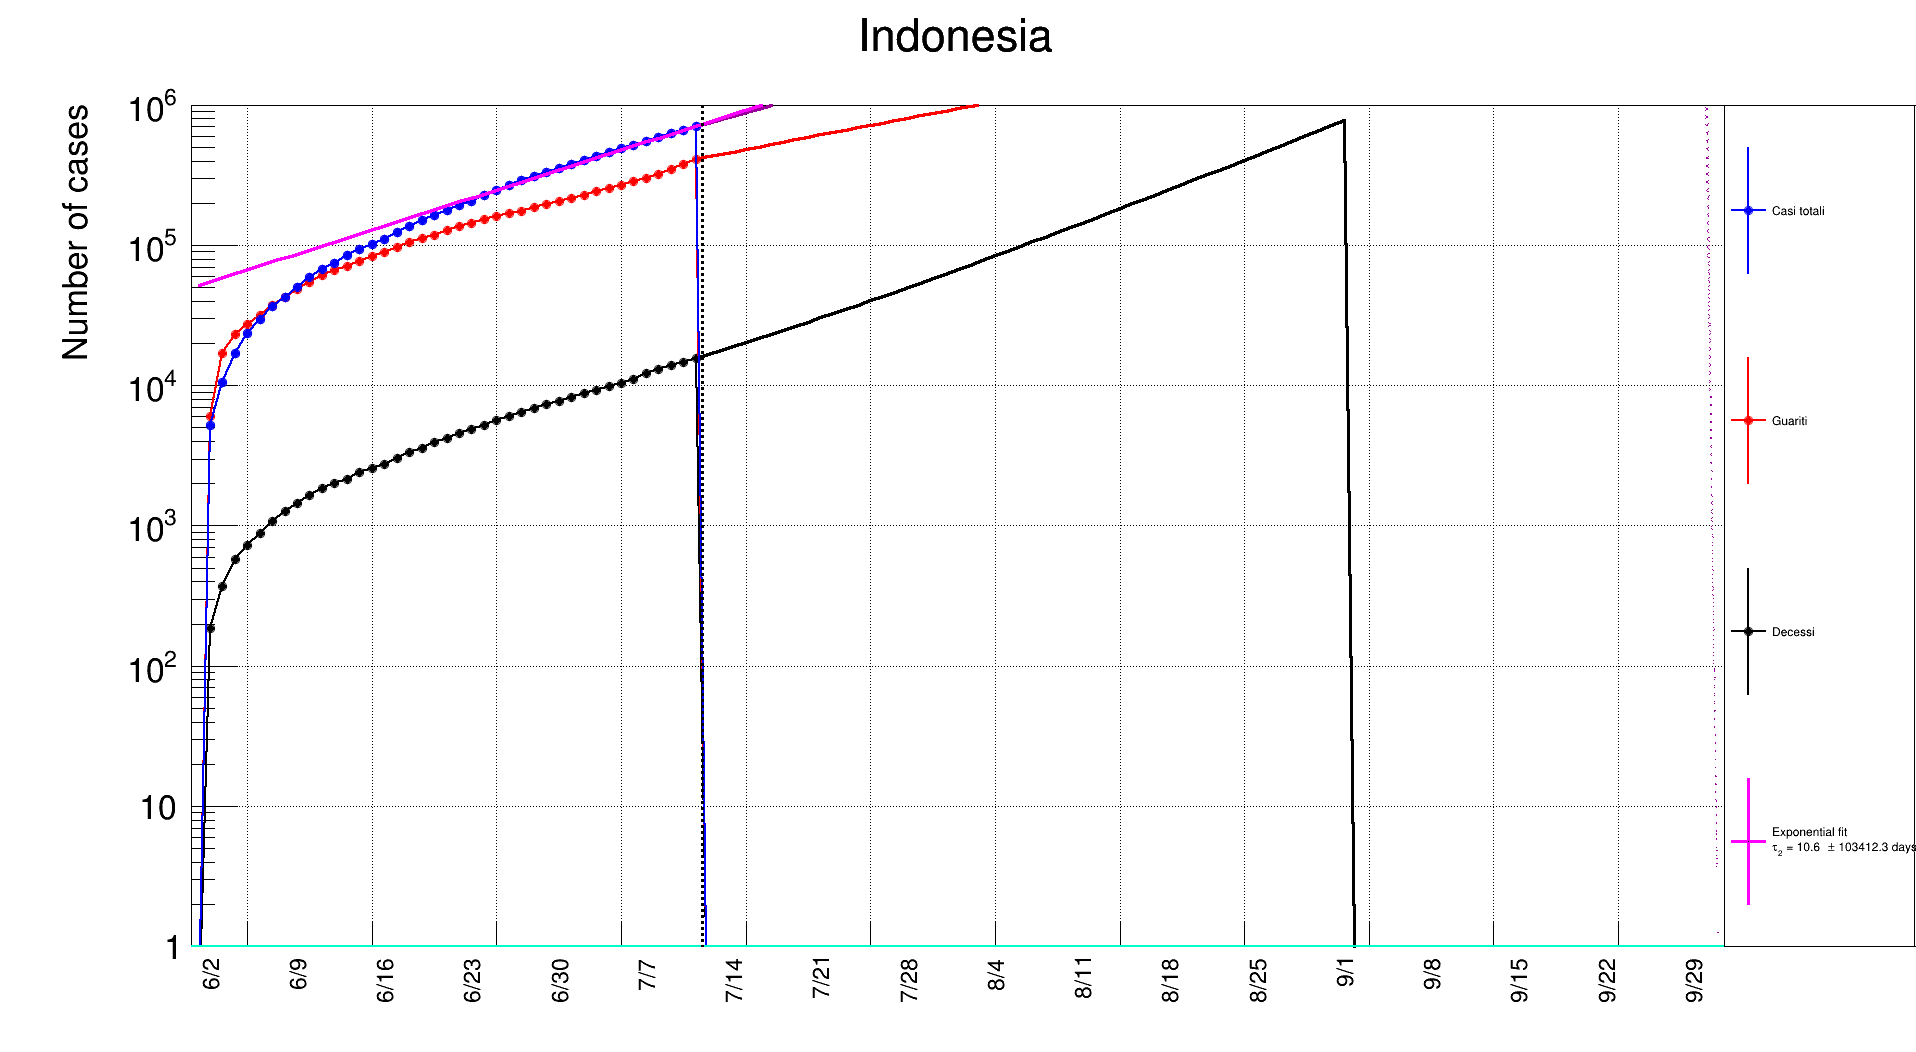 Indonesia
Number of cases
10^6
10^5
10^4
10^3
10^2
10
1
6/2 6/9 6/16 6/23 6/30 7/7 7/14 7/21 7/28 8/4 8/11 8/18 8/25 9/1 9/8 9/15 9/22 9/29
Casi totali
Guariti
Decessi
Exponential fit
τ_2 = 10.6 ± 103412.3 days